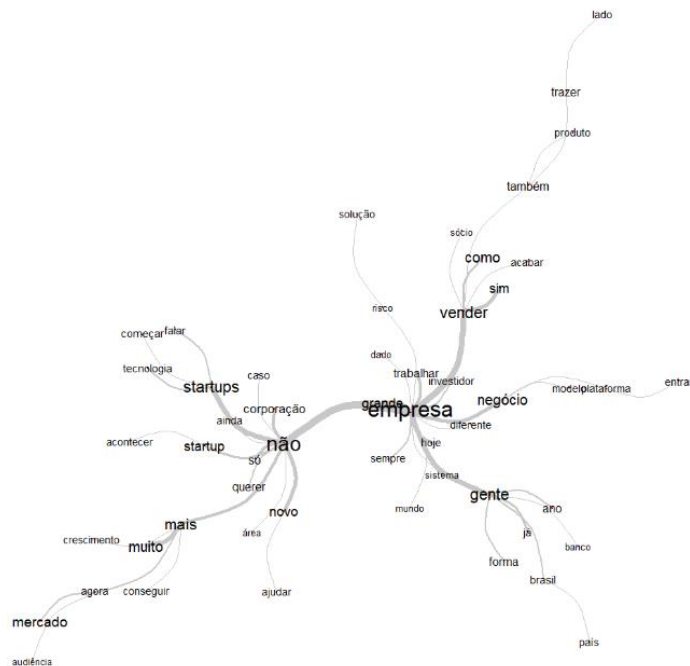 lado
trazer
produto
também
solução
sócio
como
acabar
sim
risco
vender
começar
falar
dado
tecnologia
caso
trabalhar
investidor
startups
modelo
plataforma
entra
negócio
grande
empresa
corporação
ainda
diferente
acontecer
startup
não
hoje
só
sempre
sistema
querer
gente
mundo
novo
ano
mais
área
já
crescimento
muito
banco
forma
brasil
agora
conseguir
ajudar
mercado
país
audiência